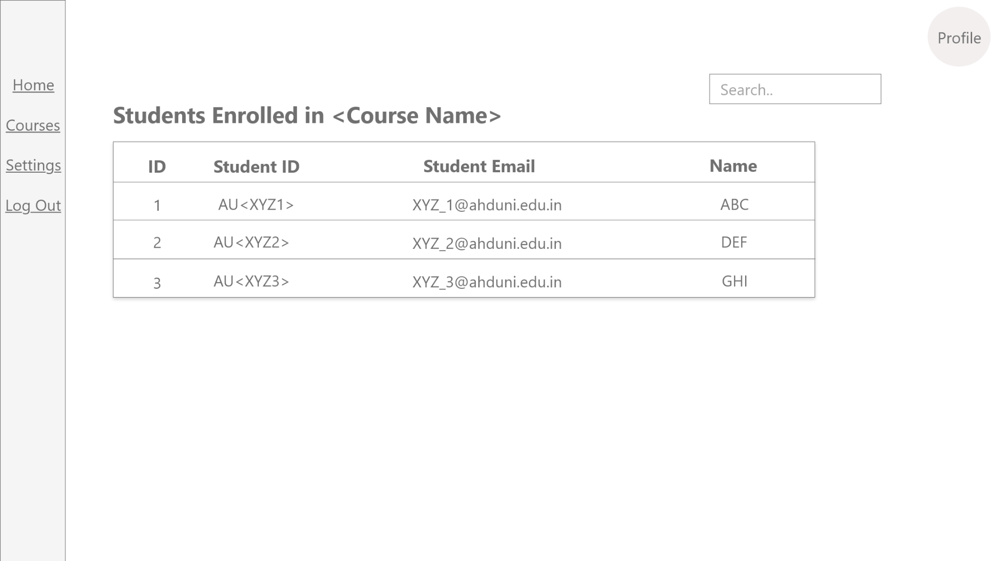 Profile
Home
Courses
Settings
Log Out
Search..
Students Enrolled in <Course Name>
ID Student ID Student Email Name
1 AU<XYZ1> XYZ_1@ahduni.edu.in ABC
2 AU<XYZ2> XYZ_2@ahduni.edu.in DEF
3 AU<XYZ3> XYZ_3@ahduni.edu.in GHI